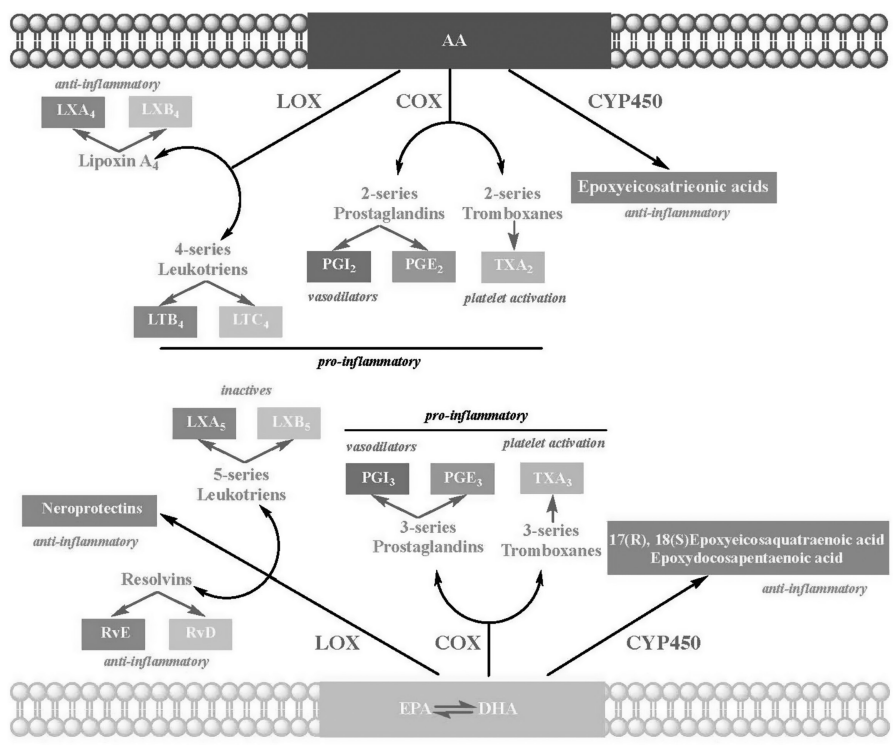 AA
LOX
COX
CYP450
anti-inflammatory
LXA4
LXB4
Lipoxin A4
2-series
Prostaglandins
2-series
Tromboxanes
Epoxyeicosatrieonic acids
anti-inflammatory
4-series
Leukotriens
PGI2
PGE2
TXA2
vasodilators
platelet activation
LTB4
LTC4
pro-inflammatory
inactives
LXA5
LXB5
5-series
Leukotriens
pro-inflammatory
vasodilators
platelet activation
PGI3
PGE3
TXA3
3-series
Prostaglandins
3-series
Tromboxanes
Neroprotectins
anti-inflammatory
17(R), 18(S)Epoxyeicosaquatraenoic acid
Epoxydocosapentaenoic acid
anti-inflammatory
Resolvins
RvE
RvD
anti-inflammatory
LOX
COX
CYP450
EPA
DHA